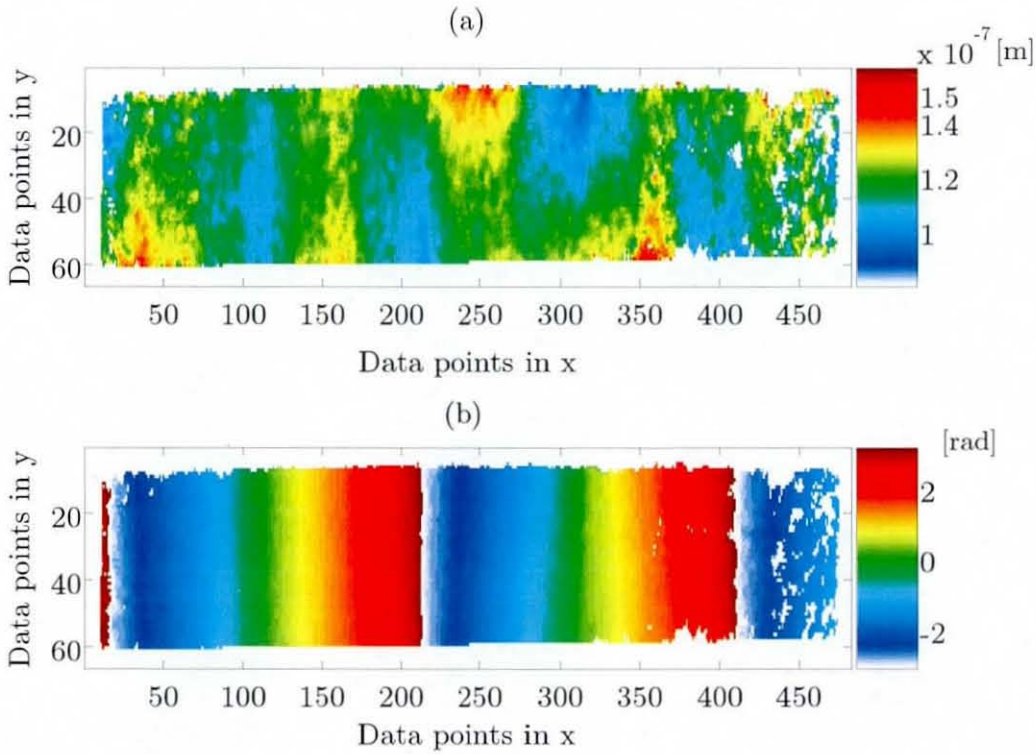 (a)
x 10⁻⁷ [m]
Data points in y
20
40
60
1.5
1.4
1.2
1
50 100 150 200 250 300 350 400 450
Data points in x
(b)
[rad]
Data points in y
20
40
60
2
0
-2
50 100 150 200 250 300 350 400 450
Data points in x